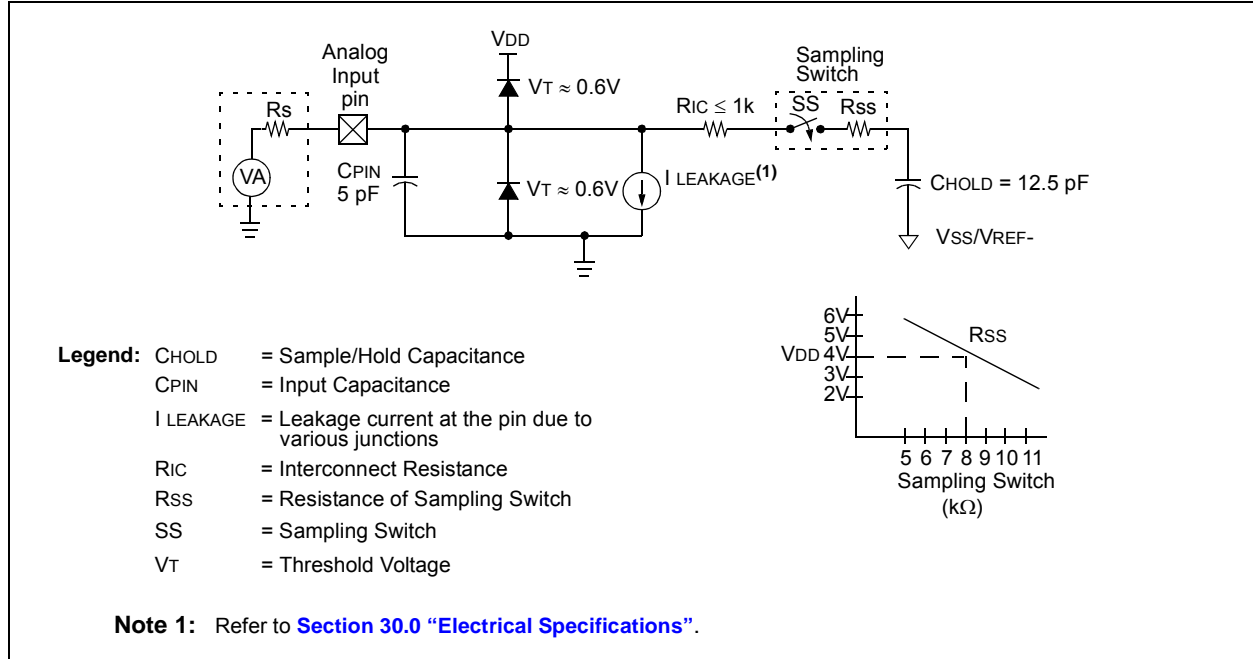 VDD
Analog
Input
pin
Sampling
Switch
Rs
VT ≈ 0.6V
RIC ≤ 1k
SS
Rss
VA
CPIN
5 pF
VT ≈ 0.6V
I LEAKAGE(1)
CHOLD = 12.5 pF
VSS/VREF-
Legend: CHOLD = Sample/Hold Capacitance
CPIN = Input Capacitance
I LEAKAGE = Leakage current at the pin due to
various junctions
RIC = Interconnect Resistance
RSS = Resistance of Sampling Switch
SS = Sampling Switch
VT = Threshold Voltage
6V
5V
VDD 4V
3V
2V
RSS
5 6 7 8 9 10 11
Sampling Switch
(kΩ)
Note 1: Refer to Section 30.0 “Electrical Specifications”.